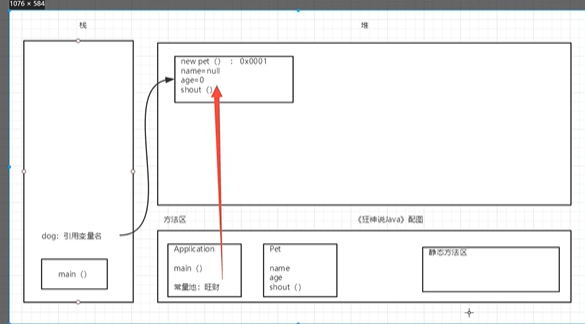 1076 × 584
栈
堆
new pet（） ： 0x0001
name=null
age=0
shout（）
dog：引用变量名
main（）
方法区
《狂神说Java》配图
Application
main（）
常量池：旺财
Pet
name
age
shout（）
静态方法区